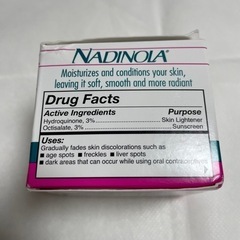 NADINOLA®
Moisturizes and conditions your skin,
leaving it soft, smooth and more radiant
Drug Facts
Active Ingredients Purpose
Hydroquinone, 3% Skin Lightener
Octisalate, 3% Sunscreen
Uses:
Gradually fades skin discolorations such as
■ age spots ■ freckles ■ liver spots
■ dark areas that can occur while using oral contraceptives